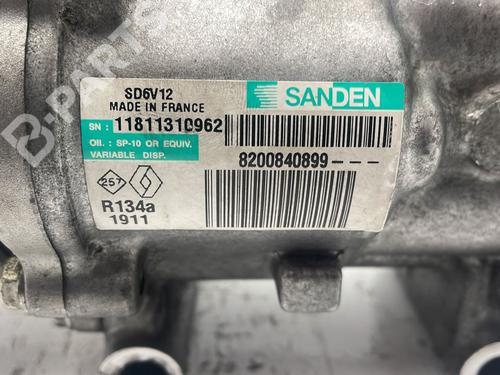 SD6V12
MADE IN FRANCE
SANDEN
SN: 11811310962
OIL: SP-10 OR EQUIV.
VARIABLE DISP.
8200840899---
257
R134a
1911
B-PARTS